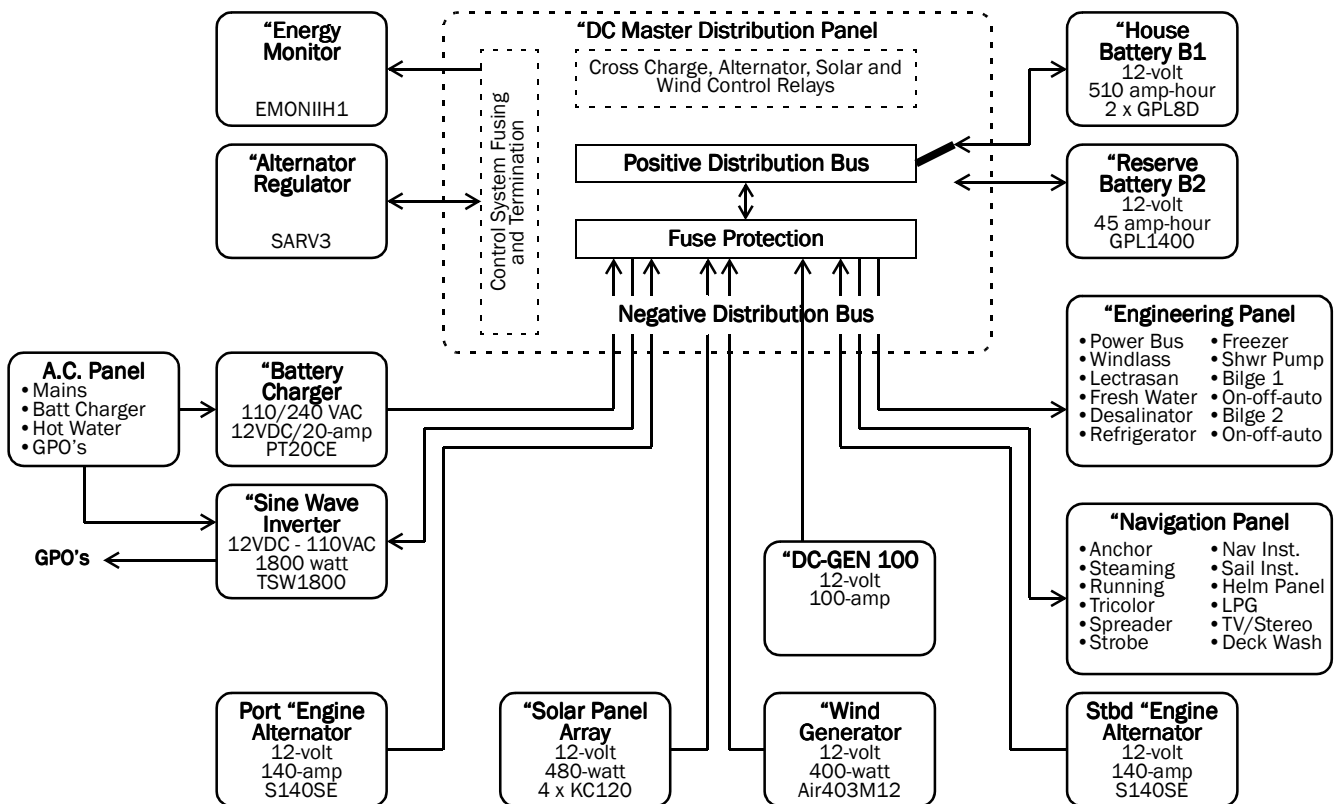 “Energy
Monitor
EMONIIH1
“Alternator
Regulator
SARV3
“DC Master Distribution Panel
Cross Charge, Alternator, Solar and
Wind Control Relays
Control System Fusing
and Termination
Positive Distribution Bus
Fuse Protection
Negative Distribution Bus
“House
Battery B1
12-volt
510 amp-hour
2 x GPL8D
“Reserve
Battery B2
12-volt
45 amp-hour
GPL1400
A.C. Panel
• Mains
• Batt Charger
• Hot Water
• GPO's
“Battery
Charger
110/240 VAC
12VDC/20-amp
PT20CE
“Sine Wave
Inverter
12VDC - 110VAC
1800 watt
TSW1800
GPO's
“Engineering Panel
• Power Bus
• Windlass
• Lectrasan
• Fresh Water
• Desalinator
• Refrigerator
• Freezer
• Shwr Pump
• Bilge 1
• On-off-auto
• Bilge 2
• On-off-auto
“Navigation Panel
• Anchor
• Steaming
• Running
• Tricolor
• Spreader
• Strobe
• Nav Inst.
• Sail Inst.
• Helm Panel
• LPG
• TV/Stereo
• Deck Wash
“DC-GEN 100
12-volt
100-amp
Port “Engine
Alternator
12-volt
140-amp
S140SE
“Solar Panel
Array
12-volt
480-watt
4 x KC120
“Wind
Generator
12-volt
400-watt
Air403M12
Stbd “Engine
Alternator
12-volt
140-amp
S140SE